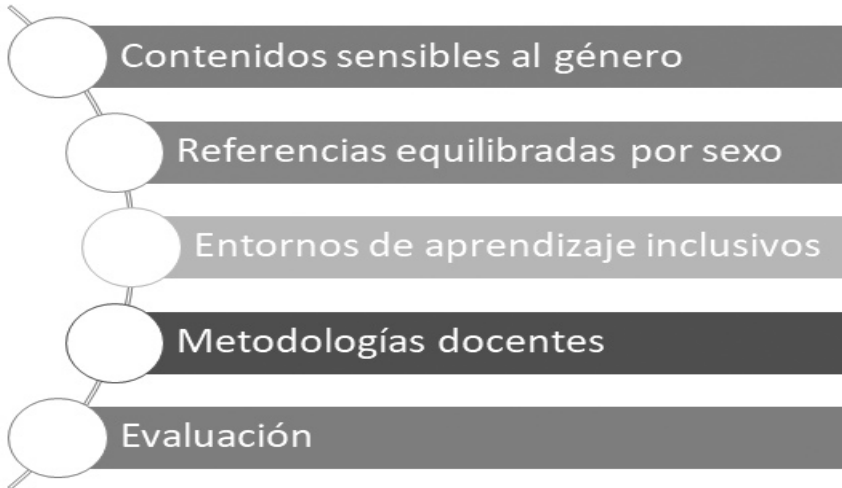 Contenidos sensibles al género
Referencias equilibradas por sexo
Entornos de aprendizaje inclusivos
Metodologías docentes
Evaluación